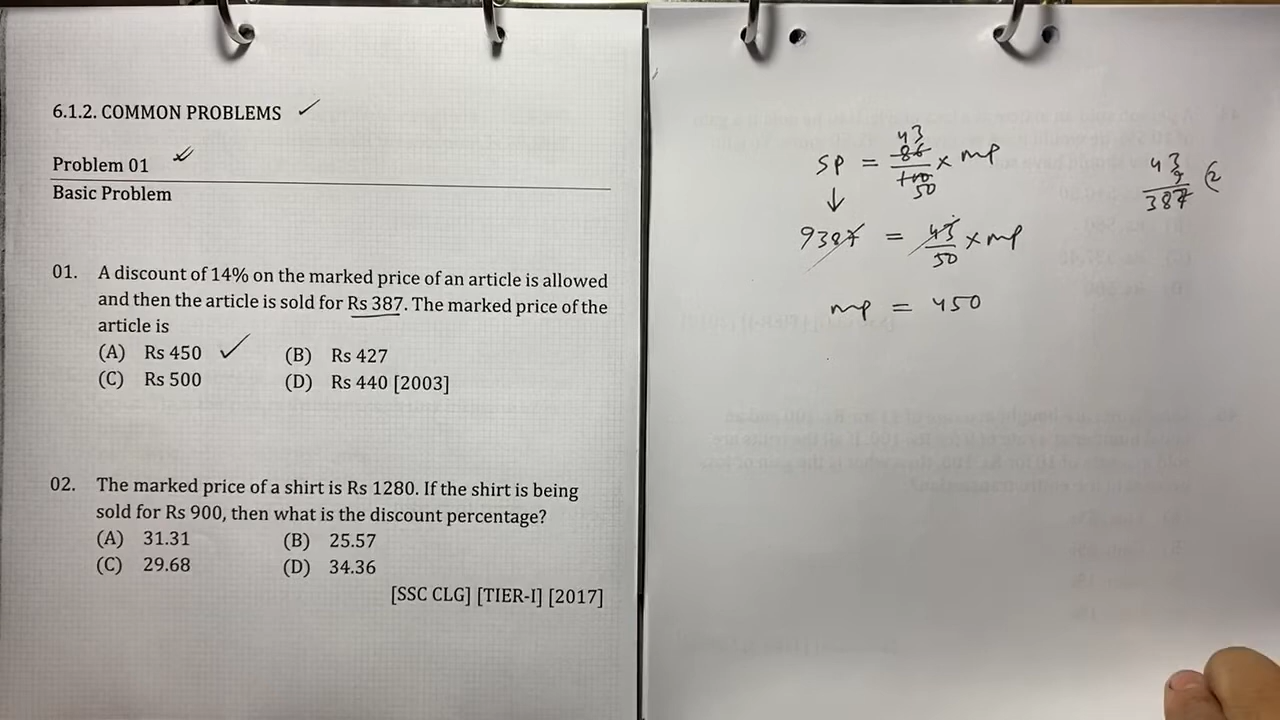 6.1.2. COMMON PROBLEMS ✓
Problem 01
Basic Problem
01. A discount of 14% on the marked price of an article is allowed
and then the article is sold for Rs 387. The marked price of the
article is
(A) Rs 450 ✓ (B) Rs 427
(C) Rs 500 (D) Rs 440 [2003]
02. The marked price of a shirt is Rs 1280. If the shirt is being
sold for Rs 900, then what is the discount percentage?
(A) 31.31 (B) 25.57
(C) 29.68 (D) 34.36
[SSC CLG] [TIER-I] [2017]
43
SP = 86/100 × MP
50
9 387 = 43/50 × MP
MP = 450
43
9
387 (2